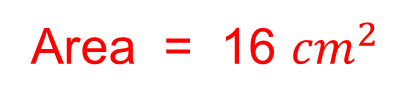 Area = 16 cm²